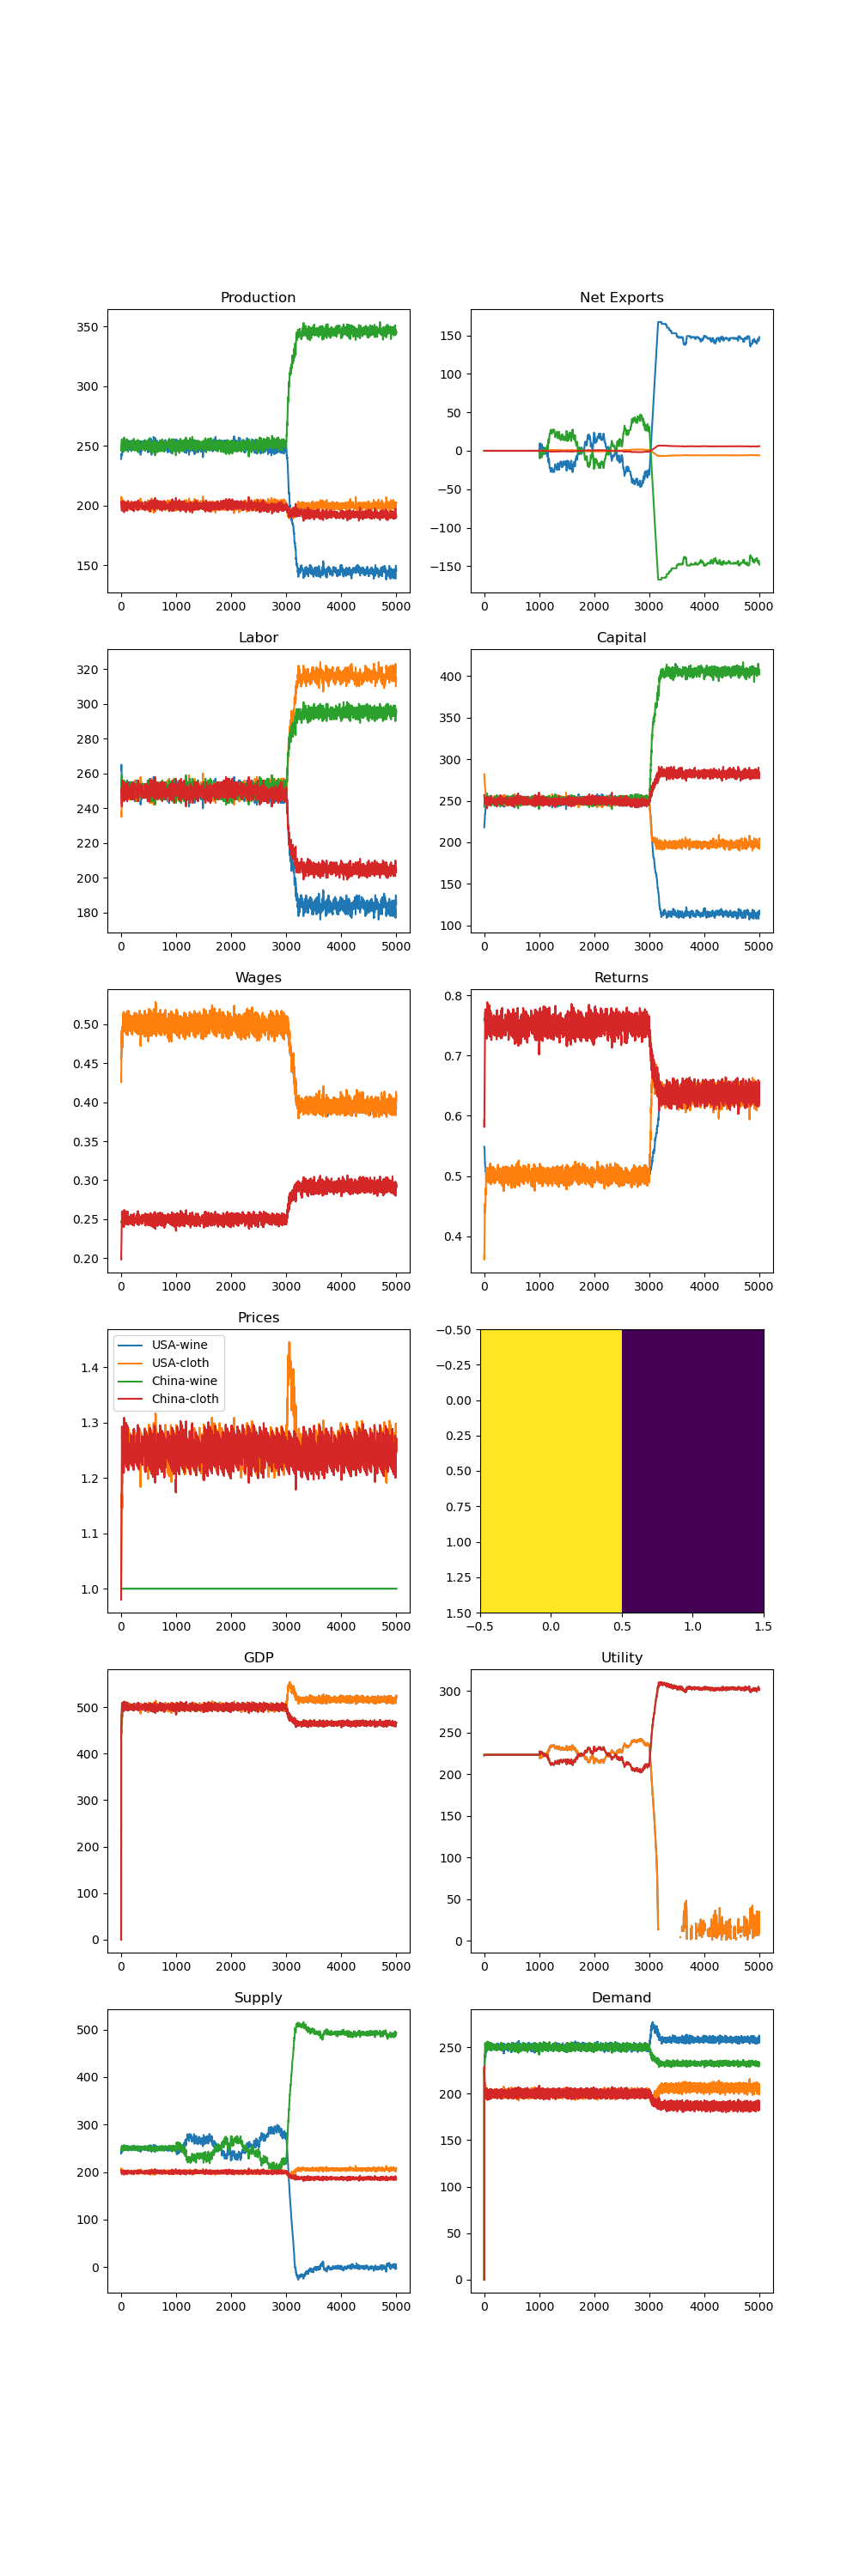 Production
350
300
250
200
150
0 1000 2000 3000 4000 5000
Net Exports
150
100
50
0
−50
−100
−150
0 1000 2000 3000 4000 5000
Labor
320
300
280
260
240
220
200
180
0 1000 2000 3000 4000 5000
Capital
400
350
300
250
200
150
100
0 1000 2000 3000 4000 5000
Wages
0.50
0.45
0.40
0.35
0.30
0.25
0.20
0 1000 2000 3000 4000 5000
Returns
0.8
0.7
0.6
0.5
0.4
0 1000 2000 3000 4000 5000
Prices
USA-wine
USA-cloth
China-wine
China-cloth
1.4
1.3
1.2
1.1
1.0
0 1000 2000 3000 4000 5000
−0.50
−0.25
0.00
0.25
0.50
0.75
1.00
1.25
1.50
−0.5 0.0 0.5 1.0 1.5
GDP
500
400
300
200
100
0
0 1000 2000 3000 4000 5000
Utility
300
250
200
150
100
50
0
0 1000 2000 3000 4000 5000
Supply
500
400
300
200
100
0
0 1000 2000 3000 4000 5000
Demand
250
200
150
100
50
0
0 1000 2000 3000 4000 5000